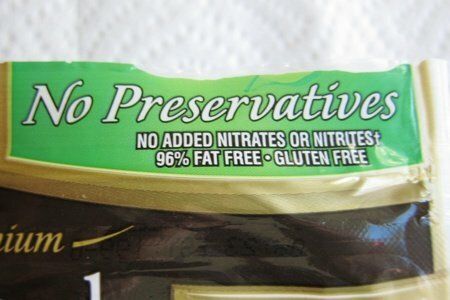 No Preservatives
NO ADDED NITRATES OR NITRITES†
96% FAT FREE • GLUTEN FREE